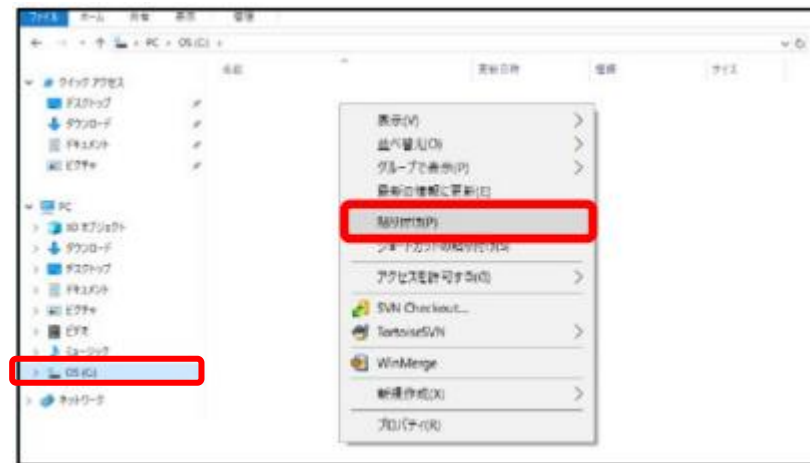 ファイル ホーム 共有 表示 管理
PC › OS (C:) ›
名前 更新日時 種類 サイズ
クイック アクセス
デスクトップ
ダウンロード
ドキュメント
ピクチャ
PC
3D オブジェクト
ダウンロード
デスクトップ
ドキュメント
ピクチャ
ビデオ
ミュージック
OS (C:)
ネットワーク
表示(V)
並べ替え(O)
グループで表示(P)
最新の情報に更新(E)
貼り付け(P)
ショートカットの貼り付け(S)
アクセスを許可する(G)
SVN Checkout...
TortoiseSVN
WinMerge
新規作成(X)
プロパティ(R)